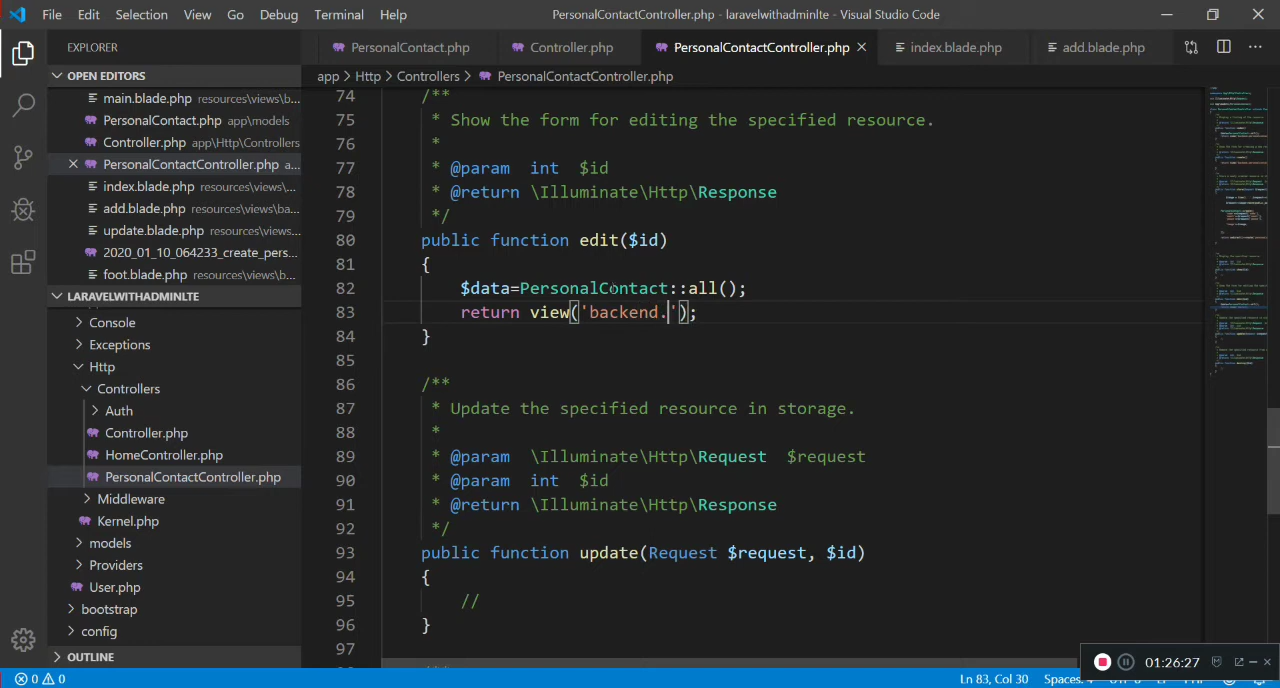 File Edit Selection View Go Debug Terminal Help PersonalContactController.php - laravelwithadminlte - Visual Studio Code
EXPLORER
PersonalContact.php Controller.php PersonalContactController.php index.blade.php add.blade.php
OPEN EDITORS
main.blade.php resources\views\b...
PersonalContact.php app\models
Controller.php app\Http\Controllers
PersonalContactController.php a...
index.blade.php resources\views\...
add.blade.php resources\views\ba...
update.blade.php resources\views...
2020_01_10_064233_create_pers...
foot.blade.php resources\views\b...
LARAVELWITHADMINLTE
Console
Exceptions
Http
Controllers
Auth
Controller.php
HomeController.php
PersonalContactController.php
Middleware
Kernel.php
models
Providers
User.php
bootstrap
config
OUTLINE
app > Http > Controllers > PersonalContactController.php
74 /**
75 * Show the form for editing the specified resource.
76 *
77 * @param int $id
78 * @return \Illuminate\Http\Response
79 */
80 public function edit($id)
81 {
82 $data=PersonalContact::all();
83 return view('backend.');
84 }
85
86 /**
87 * Update the specified resource in storage.
88 *
89 * @param \Illuminate\Http\Request $request
90 * @param int $id
91 * @return \Illuminate\Http\Response
92 */
93 public function update(Request $request, $id)
94 {
95 //
96 }
97
01:26:27
0 0 Ln 83, Col 30